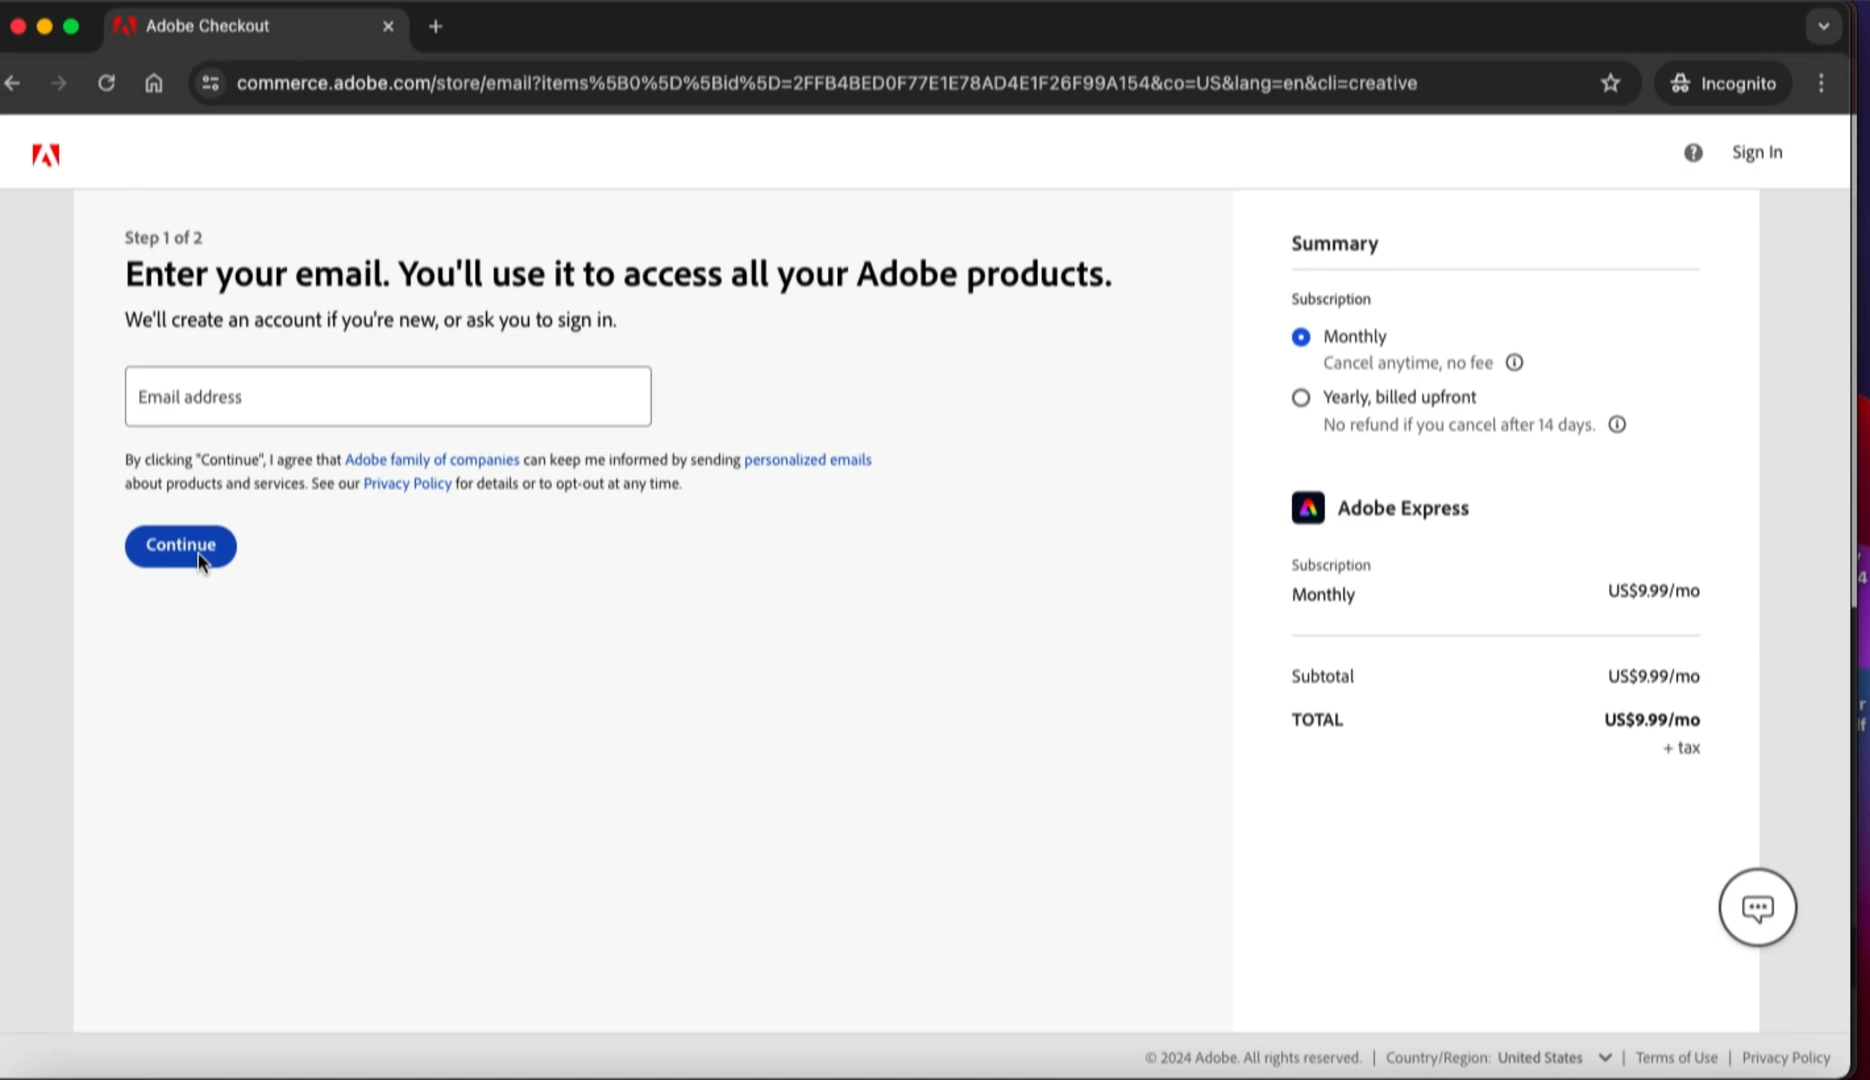 Adobe Checkout
commerce.adobe.com/store/email?items%5B0%5D%5Bid%5D=2FFB4BED0F77E1E78AD4E1F26F99A154&co=US&lang=en&cli=creative
Incognito
Sign In
Step 1 of 2
Enter your email. You'll use it to access all your Adobe products.
We'll create an account if you're new, or ask you to sign in.
Email address
By clicking "Continue", I agree that Adobe family of companies can keep me informed by sending personalized emails
about products and services. See our Privacy Policy for details or to opt-out at any time.
Continue
Summary
Subscription
Monthly
Cancel anytime, no fee
Yearly, billed upfront
No refund if you cancel after 14 days.
Adobe Express
Subscription
Monthly US$9.99/mo
Subtotal US$9.99/mo
TOTAL US$9.99/mo
+ tax
© 2024 Adobe. All rights reserved. | Country/Region: United States | Terms of Use | Privacy Policy